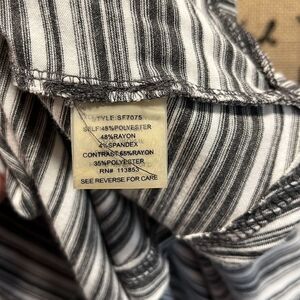 STYLE:SF7075
SELF:48%POLYESTER
48%RAYON
4%SPANDEX
CONTRAST:65%RAYON
35%POLYESTER
RN# 113853
SEE REVERSE FOR CARE